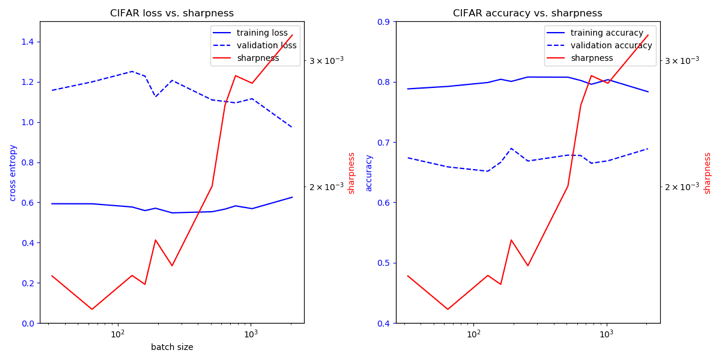 CIFAR loss vs. sharpness
training loss
validation loss
sharpness
1.4
1.2
1.0
0.8
0.6
0.4
0.2
0.0
cross entropy
3 × 10⁻³
2 × 10⁻³
sharpness
10² 10³
batch size
CIFAR accuracy vs. sharpness
training accuracy
validation accuracy
sharpness
0.9
0.8
0.7
0.6
0.5
0.4
accuracy
3 × 10⁻³
2 × 10⁻³
sharpness
10² 10³